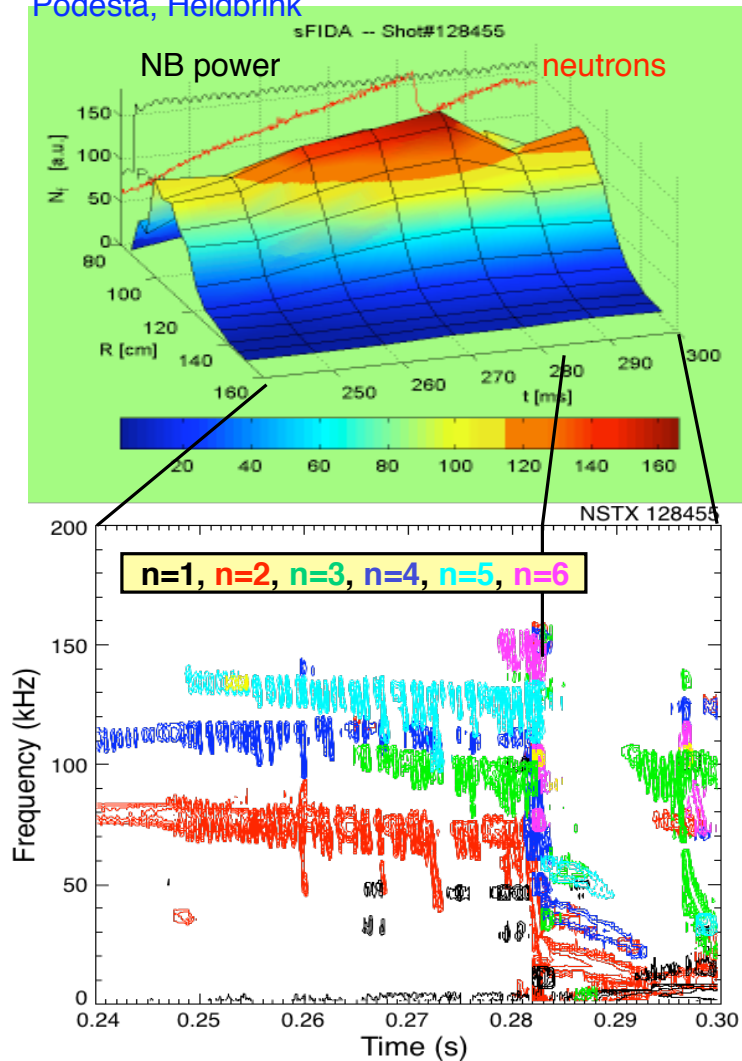 Podesta, Heidbrink
sFIDA -- Shot#128455
NB power
neutrons
150
100
50
0
N_f [a.u.]
80
100
120
140
160
R [cm]
250
260
270
280
290
300
t [ms]
20 40 60 80 100 120 140 160
NSTX 128455
n=1, n=2, n=3, n=4, n=5, n=6
200
150
100
50
0
Frequency (kHz)
0.24 0.25 0.26 0.27 0.28 0.29 0.30
Time (s)